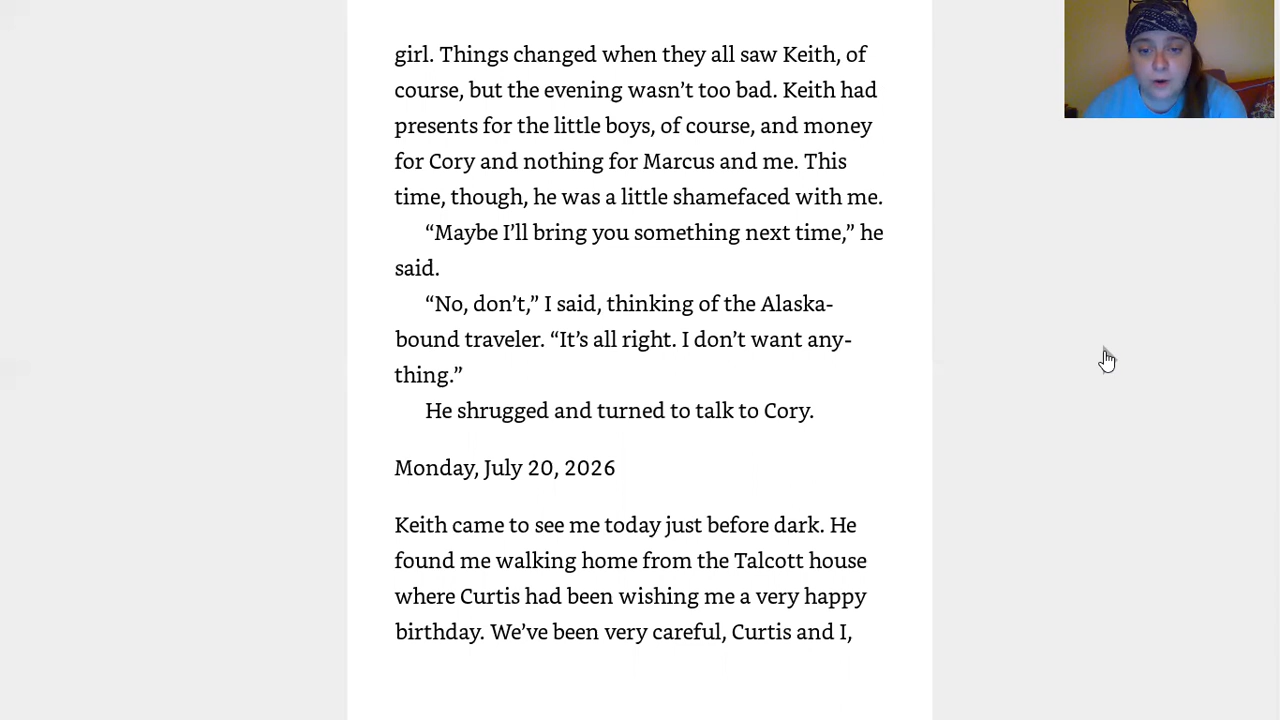 girl. Things changed when they all saw Keith, of
course, but the evening wasn’t too bad. Keith had
presents for the little boys, of course, and money
for Cory and nothing for Marcus and me. This
time, though, he was a little shamefaced with me.
“Maybe I’ll bring you something next time,” he
said.
“No, don’t,” I said, thinking of the Alaska-
bound traveler. “It’s all right. I don’t want any-
thing.”
He shrugged and turned to talk to Cory.
Monday, July 20, 2026
Keith came to see me today just before dark. He
found me walking home from the Talcott house
where Curtis had been wishing me a very happy
birthday. We’ve been very careful, Curtis and I,